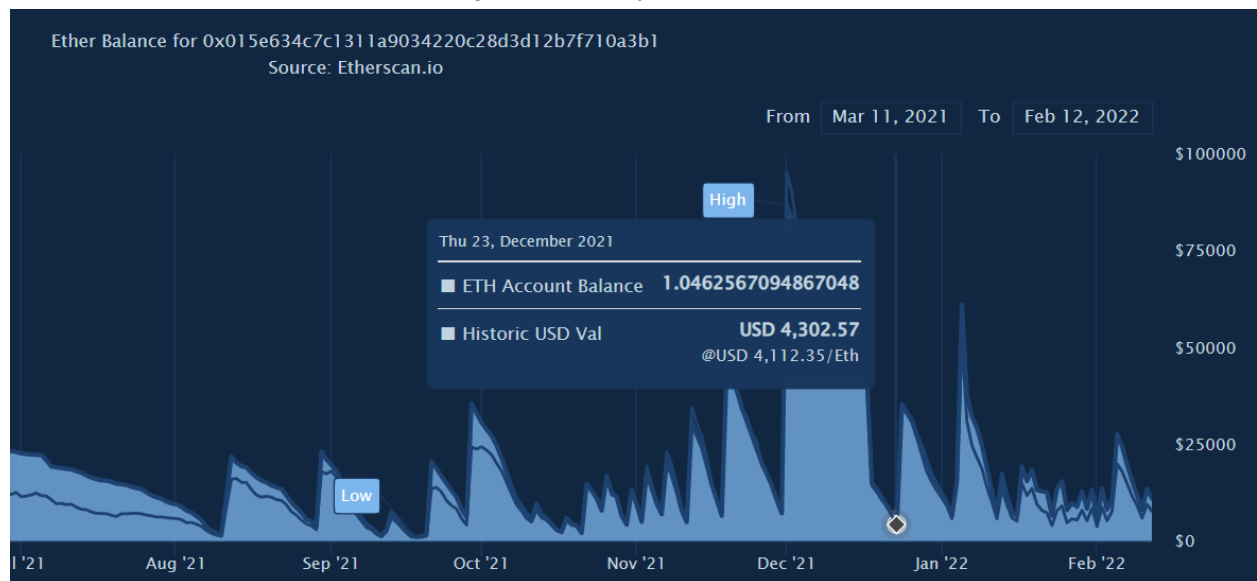 Ether Balance for 0x015e634c7c1311a9034220c28d3d12b7f710a3b1
Source: Etherscan.io
From Mar 11, 2021 To Feb 12, 2022
$100000
High
Thu 23, December 2021
$75000
ETH Account Balance 1.0462567094867048
Historic USD Val USD 4,302.57
@USD 4,112.35/Eth
$50000
$25000
Low
$0
l '21 Aug '21 Sep '21 Oct '21 Nov '21 Dec '21 Jan '22 Feb '22